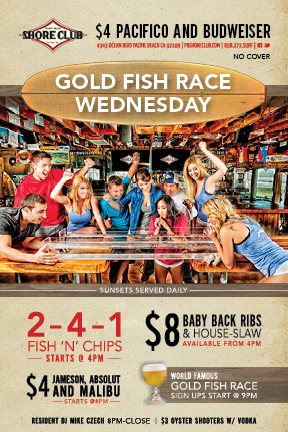 SHORE CLUB
$4 PACIFICO AND BUDWEISER
4343 OCEAN BLVD PACIFIC BEACH CA 92109 | PBSHORECLUB.COM | 858.272.SURF |
NO COVER
GOLD FISH RACE
WEDNESDAY
SUNSETS SERVED DAILY
2-4-1
FISH 'N' CHIPS
STARTS @ 4PM
$8 BABY BACK RIBS
& HOUSE-SLAW
AVAILABLE FROM 4PM
$4 JAMESON, ABSOLUT
AND MALIBU
STARTS @8PM
WORLD FAMOUS
GOLD FISH RACE
SIGN UPS START @ 9PM
RESIDENT DJ MIKE CZECH 8PM-CLOSE | $3 OYSTER SHOOTERS W/ VODKA